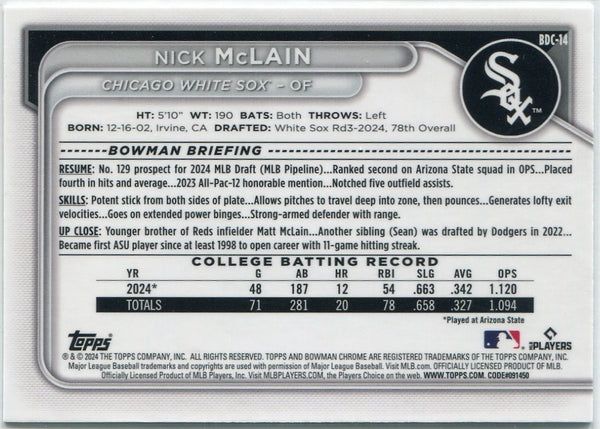 BDC-14
NICK McLAIN
CHICAGO WHITE SOX™ – OF
Sox
™
HT: 5'10" WT: 190 BATS: Both THROWS: Left
BORN: 12-16-02, Irvine, CA DRAFTED: White Sox Rd3-2024, 78th Overall
BOWMAN BRIEFING
RESUME: No. 129 prospect for 2024 MLB Draft (MLB Pipeline)...Ranked second on Arizona State squad in OPS...Placed
fourth in hits and average...2023 All-Pac-12 honorable mention...Notched five outfield assists.
SKILLS: Potent stick from both sides of plate...Allows pitches to travel deep into zone, then pounces...Generates lofty exit
velocities...Goes on extended power binges...Strong-armed defender with range.
UP CLOSE: Younger brother of Reds infielder Matt McLain...Another sibling (Sean) was drafted by Dodgers in 2022...
Became first ASU player since at least 1998 to open career with 11-game hitting streak.
COLLEGE BATTING RECORD
YR G AB HR RBI SLG AVG OPS
2024* 48 187 12 54 .663 .342 1.120
TOTALS 71 281 20 78 .658 .327 1.094
*Played at Arizona State
Topps
PLAYERS
® & © 2024 THE TOPPS COMPANY, INC. ALL RIGHTS RESERVED. TOPPS AND BOWMAN CHROME ARE REGISTERED TRADEMARKS OF THE TOPPS COMPANY, INC.
Major League Baseball trademarks and copyrights are used with permission of Major League Baseball. Visit MLB.com. OFFICIALLY LICENSED PRODUCT OF MLB.
Officially Licensed Product of MLB Players, Inc. Visit MLBPLAYERS.com, the Players Choice on the web. WWW.TOPPS.COM. CODE#091450